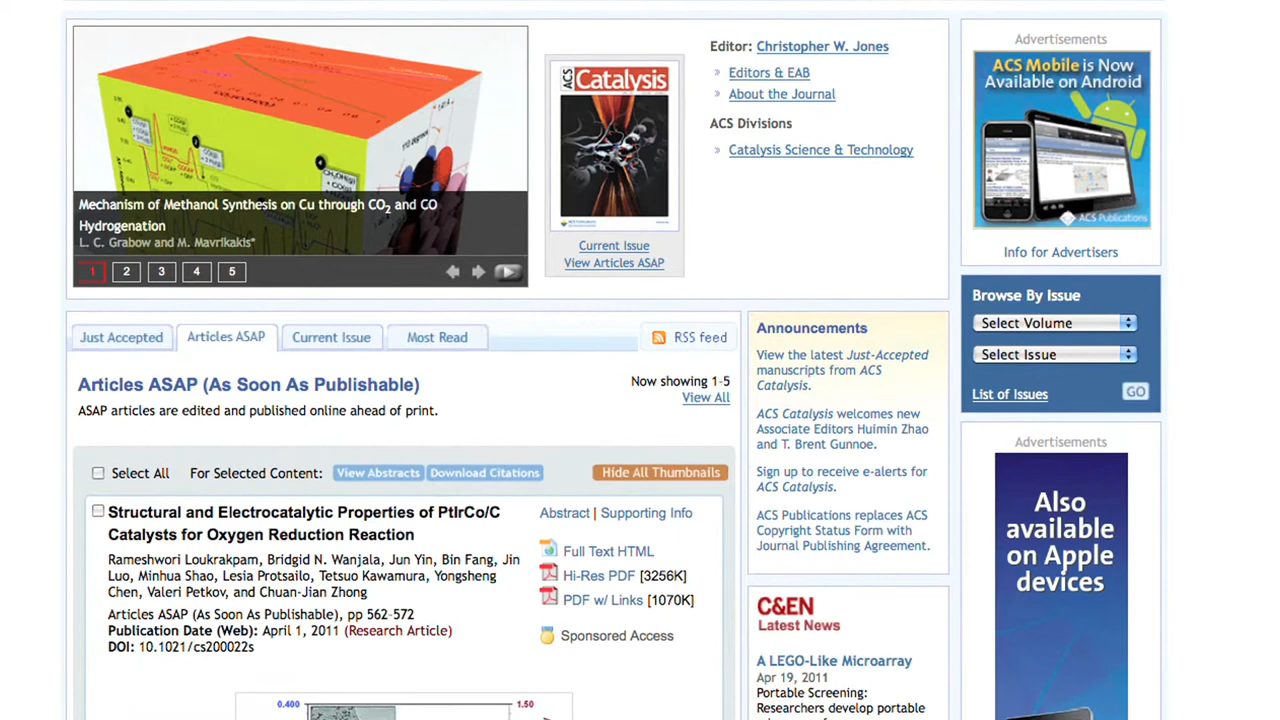 Mechanism of Methanol Synthesis on Cu through CO2 and CO
Hydrogenation
L. C. Grabow and M. Mavrikakis*
1 2 3 4 5
ACS Catalysis
Current Issue
View Articles ASAP
Editor: Christopher W. Jones
» Editors & EAB
» About the Journal
ACS Divisions
» Catalysis Science & Technology
Advertisements
ACS Mobile is Now
Available on Android
ACS Publications
Info for Advertisers
Browse By Issue
Select Volume
Select Issue
List of Issues
GO
Just Accepted
Articles ASAP
Current Issue
Most Read
RSS feed
Articles ASAP (As Soon As Publishable)
ASAP articles are edited and published online ahead of print.
Now showing 1-5
View All
Select All
For Selected Content:
View Abstracts
Download Citations
Hide All Thumbnails
Structural and Electrocatalytic Properties of PtIrCo/C
Catalysts for Oxygen Reduction Reaction
Rameshwori Loukrakpam, Bridgid N. Wanjala, Jun Yin, Bin Fang, Jin
Luo, Minhua Shao, Lesia Protsailo, Tetsuo Kawamura, Yongsheng
Chen, Valeri Petkov, and Chuan-Jian Zhong
Articles ASAP (As Soon As Publishable), pp 562-572
Publication Date (Web): April 1, 2011 (Research Article)
DOI: 10.1021/cs200022s
Abstract | Supporting Info
Full Text HTML
Hi-Res PDF [3256K]
PDF w/ Links [1070K]
Sponsored Access
0.400
1.50
Announcements
View the latest Just-Accepted
manuscripts from ACS
Catalysis.
ACS Catalysis welcomes new
Associate Editors Huimin Zhao
and T. Brent Gunnoe.
Sign up to receive e-alerts for
ACS Catalysis.
ACS Publications replaces ACS
Copyright Status Form with
Journal Publishing Agreement.
C&EN
Latest News
A LEGO-Like Microarray
Apr 19, 2011
Portable Screening:
Researchers develop portable
Advertisements
Also
available
on Apple
devices